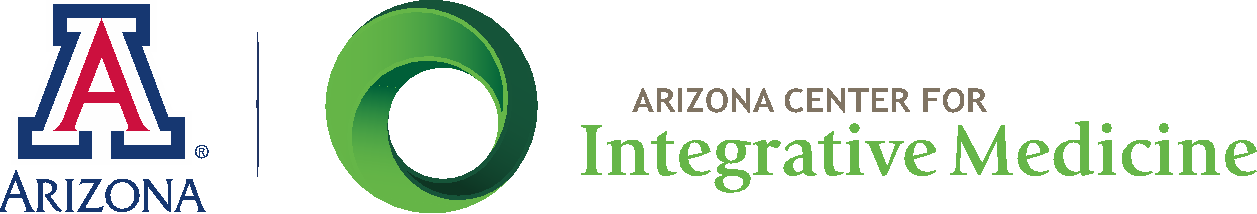 A®
ARIZONA
ARIZONA CENTER FOR
Integrative Medicine